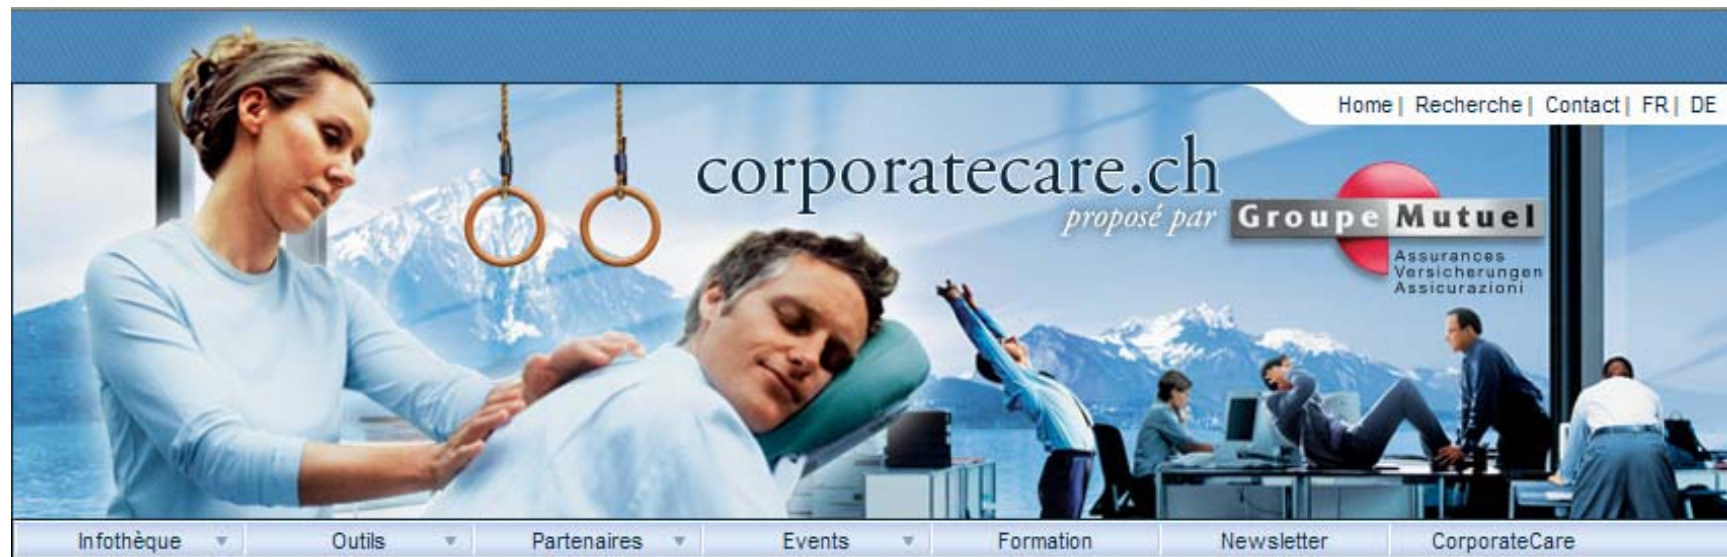 Home| Recherche| Contact| FR| DE
corporatecare.ch
proposé par Groupe Mutuel
Assurances
Versicherungen
Assicurazioni
Infothèque Outils Partenaires Events Formation Newsletter CorporateCare